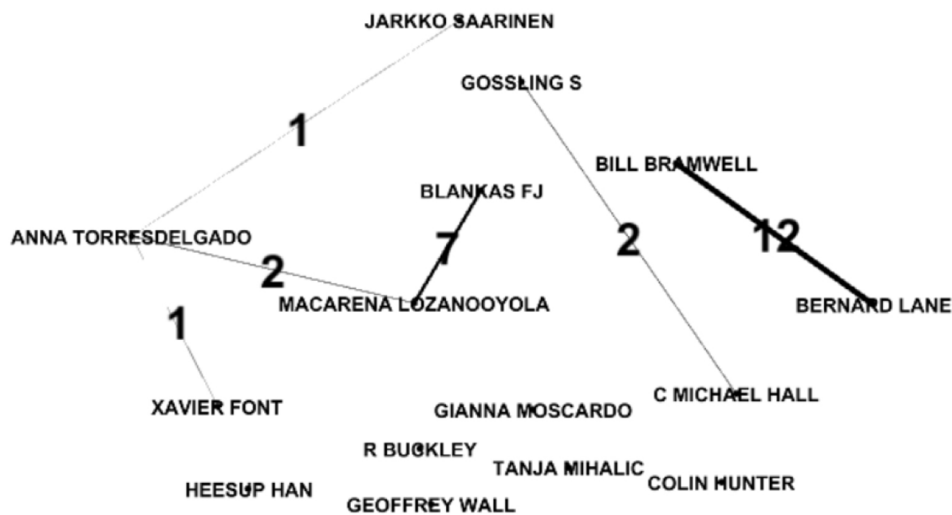 JARKKO SAARINEN
GOSSLING S
1
BILL BRAMWELL
BLANKAS FJ
ANNA TORRESDELGADO
7
2
12
2
MACARENA LOZANOOYOLA
BERNARD LANE
1
C MICHAEL HALL
XAVIER FONT
GIANNA MOSCARDO
R BUCKLEY
TANJA MIHALIC
COLIN HUNTER
HEESUP HAN
GEOFFREY WALL